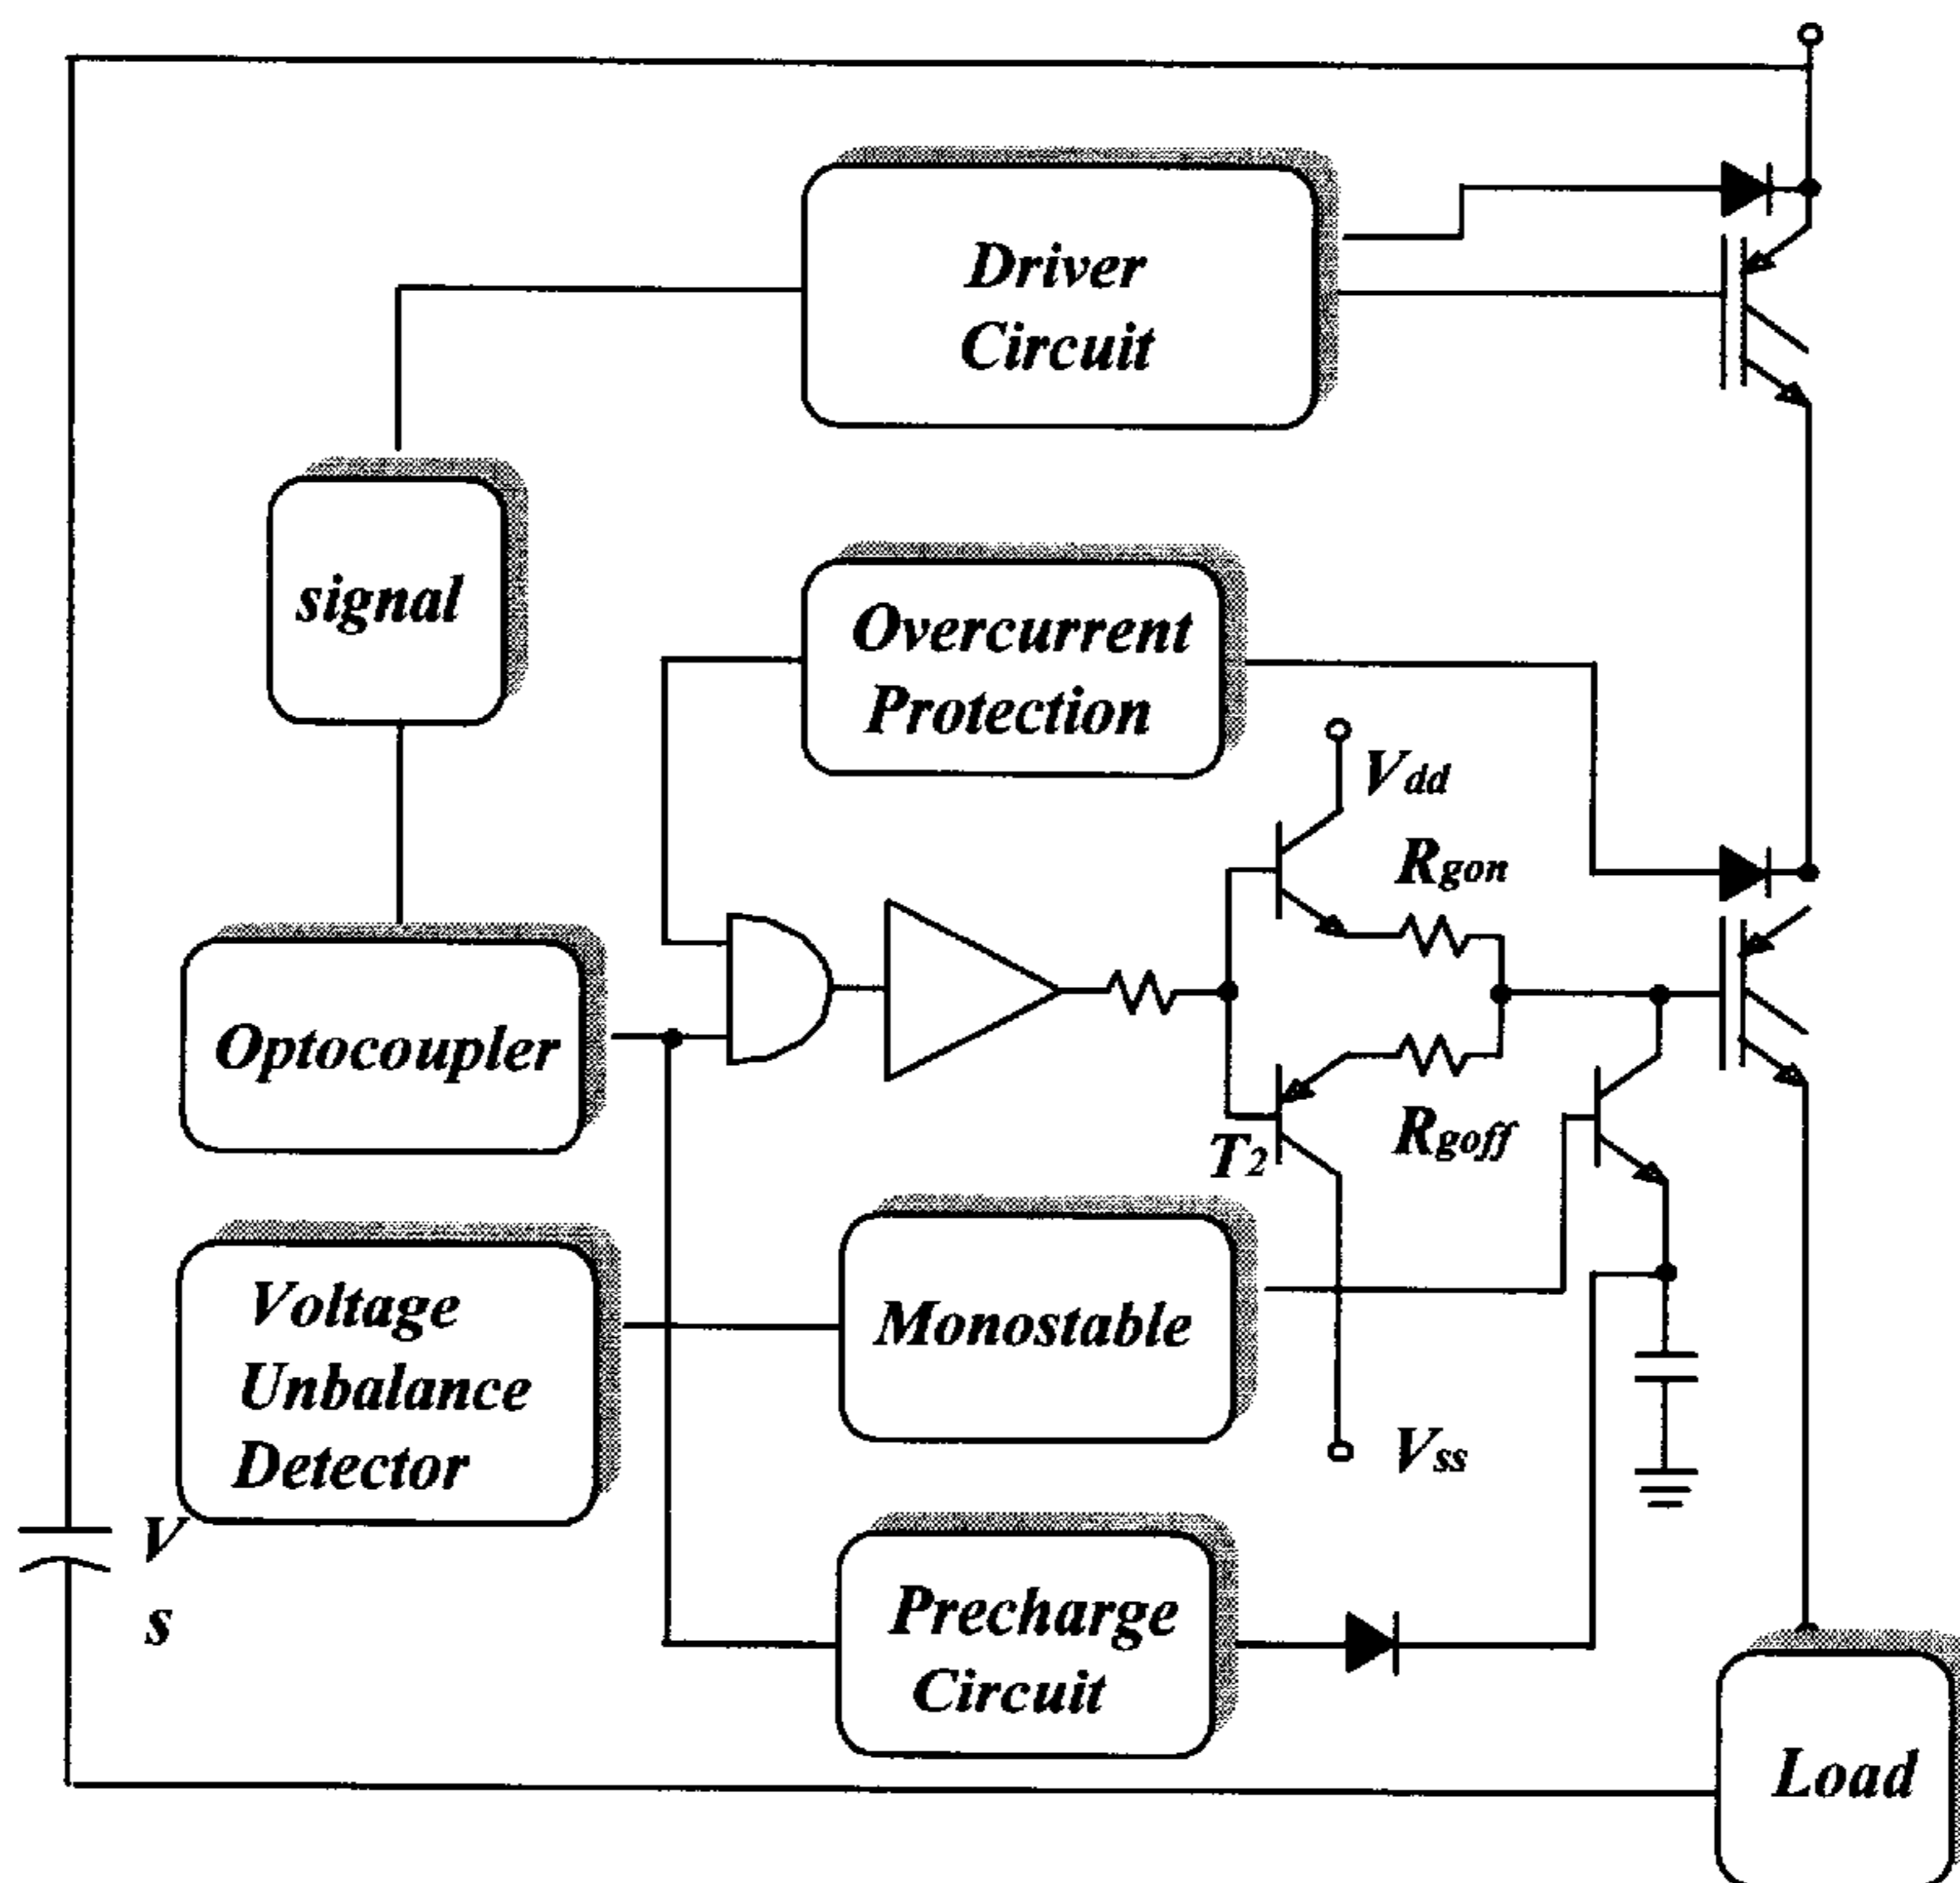 Driver
Circuit
signal
Overcurrent
Protection
Vdd
Rgon
Optocoupler
T2
Rgoff
Voltage
Unbalance
Detector
Monostable
Vss
V
s
Precharge
Circuit
Load